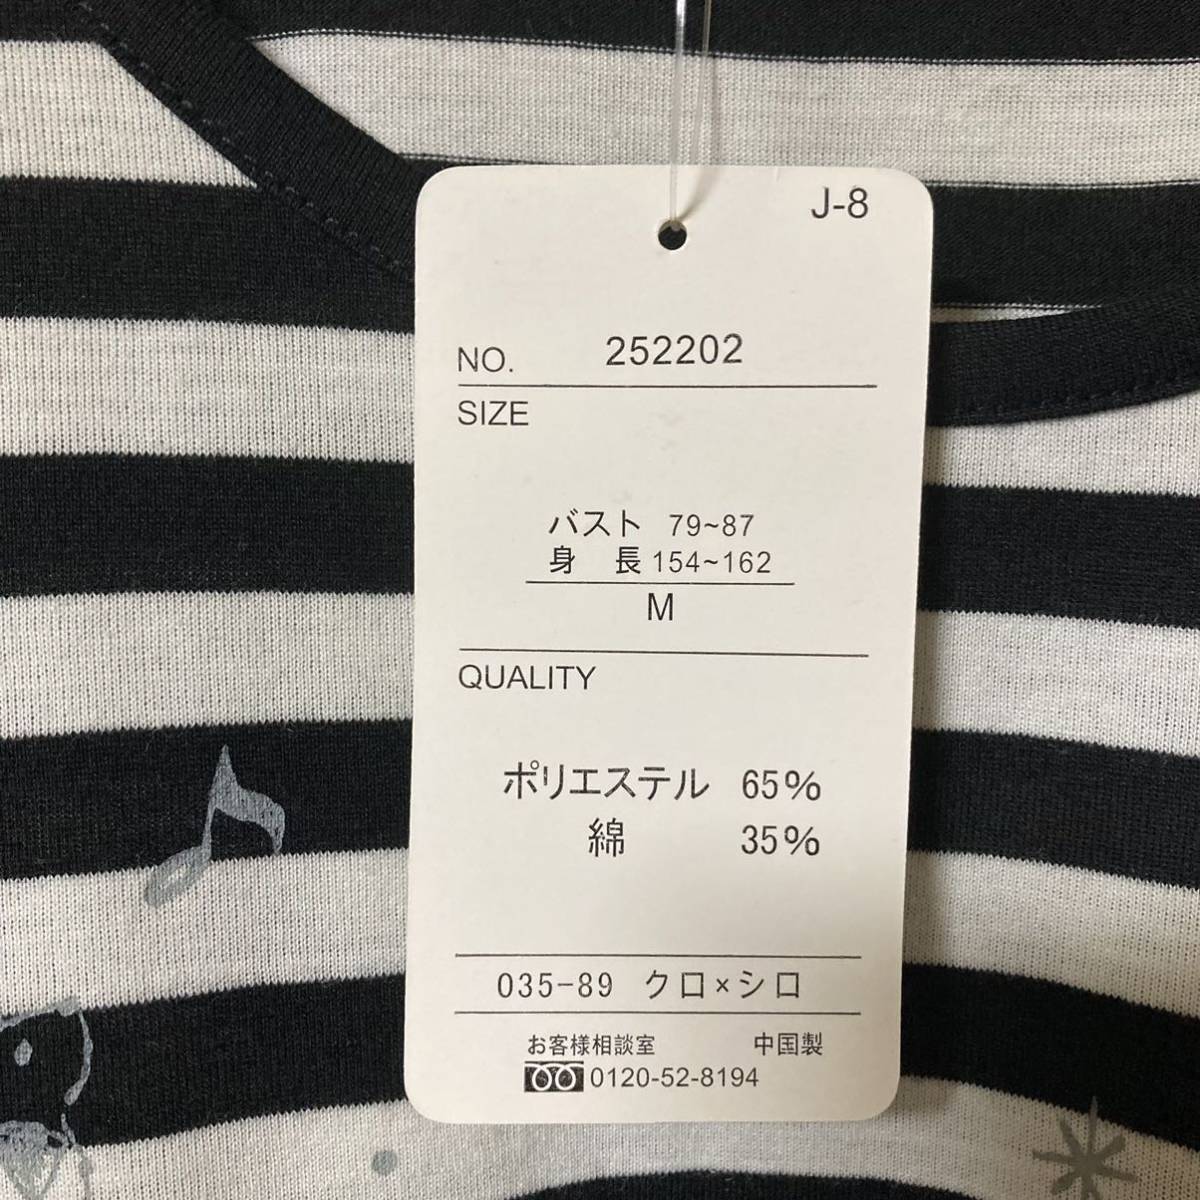 J-8
NO. 252202
SIZE
バスト 79~87
身 長 154~162
M
QUALITY
ポリエステル 65%
綿 35%
035-89 クロ×シロ
お客様相談室 中国製
0120-52-8194